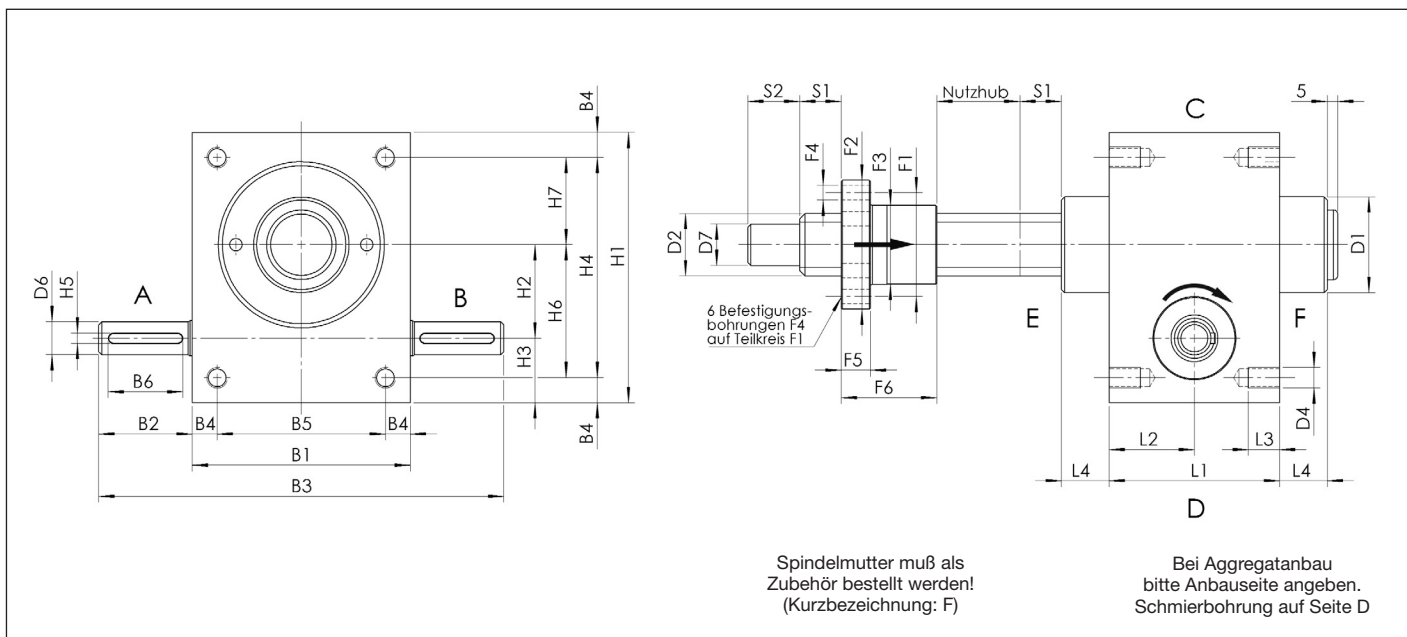 B4
H7
H4
H1
H2
H6
H3
B4
D6
H5
A
B
B6
B2
B4
B5
B4
B1
B3
S2
S1
Nutzhub
S1
5
C
F4
F2
F3
F1
D2
D7
D1
E
F
6 Befestigungs-
bohrungen F4
auf Teilkreis F1
F5
F6
D4
L2
L3
L4
L1
L4
D
Spindelmutter muß als
Zubehör bestellt werden!
(Kurzbezeichnung: F)
Bei Aggregatanbau
bitte Anbauseite angeben.
Schmierbohrung auf Seite D